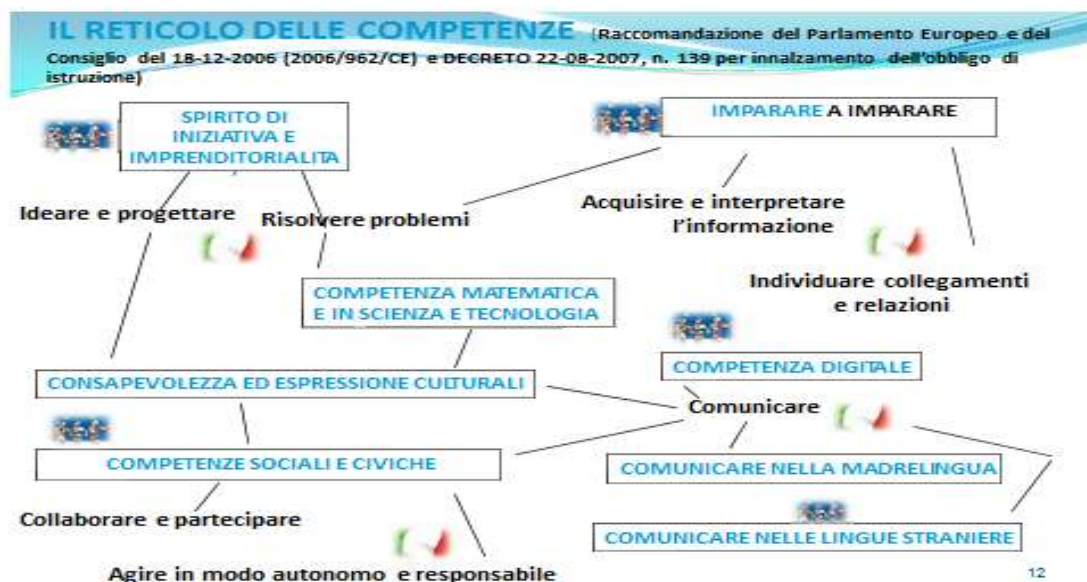 IL RETICOLO DELLE COMPETENZE (Raccomandazione del Parlamento Europeo e del
Consiglio del 18-12-2006 (2006/962/CE) e DECRETO 22-08-2007, n. 139 per innalzamento dell'obbligo di
istruzione)
SPIRITO DI
INIZIATIVA E
IMPRENDITORIALITA
IMPARARE A IMPARARE
Ideare e progettare
Risolvere problemi
Acquisire e interpretare
l'informazione
Individuare collegamenti
e relazioni
COMPETENZA MATEMATICA
E IN SCIENZA E TECNOLOGIA
CONSAPEVOLEZZA ED ESPRESSIONE CULTURALI
COMPETENZA DIGITALE
Comunicare
COMPETENZE SOCIALI E CIVICHE
COMUNICARE NELLA MADRELINGUA
Collaborare e partecipare
COMUNICARE NELLE LINGUE STRANIERE
Agire in modo autonomo e responsabile
12